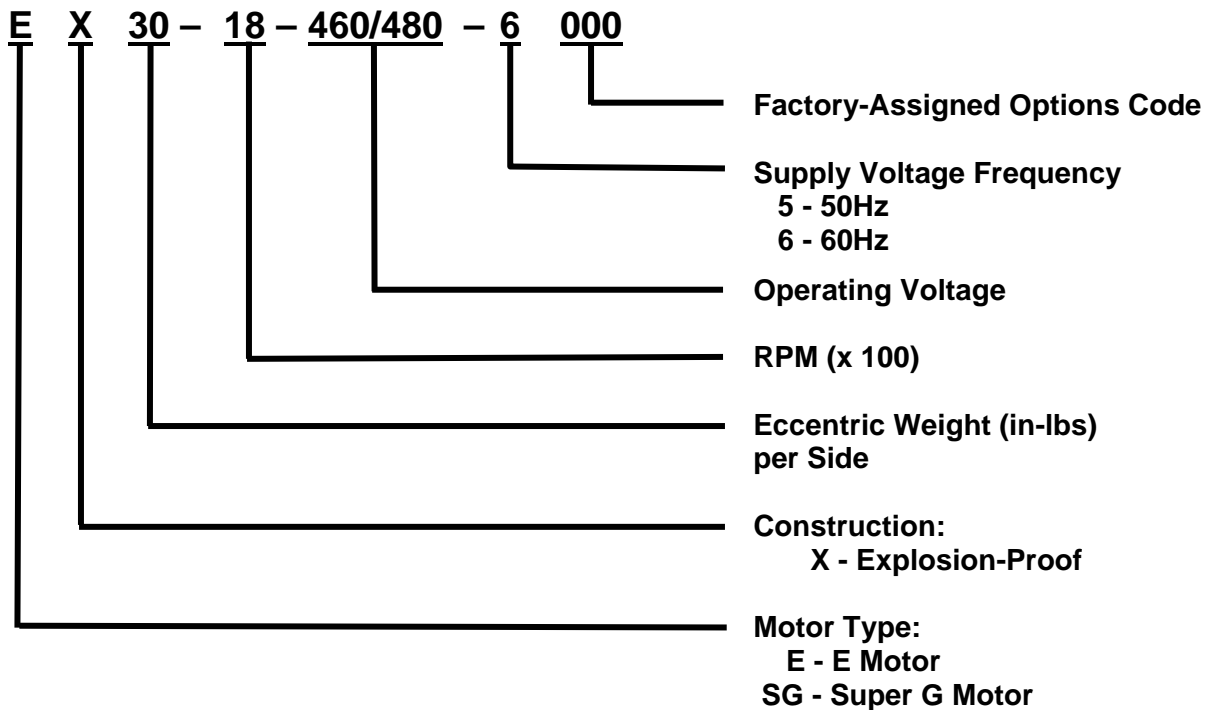 E X 30 – 18 – 460/480 – 6 000
Factory-Assigned Options Code
Supply Voltage Frequency
5 - 50Hz
6 - 60Hz
Operating Voltage
RPM (x 100)
Eccentric Weight (in-lbs)
per Side
Construction:
X - Explosion-Proof
Motor Type:
E - E Motor
SG - Super G Motor